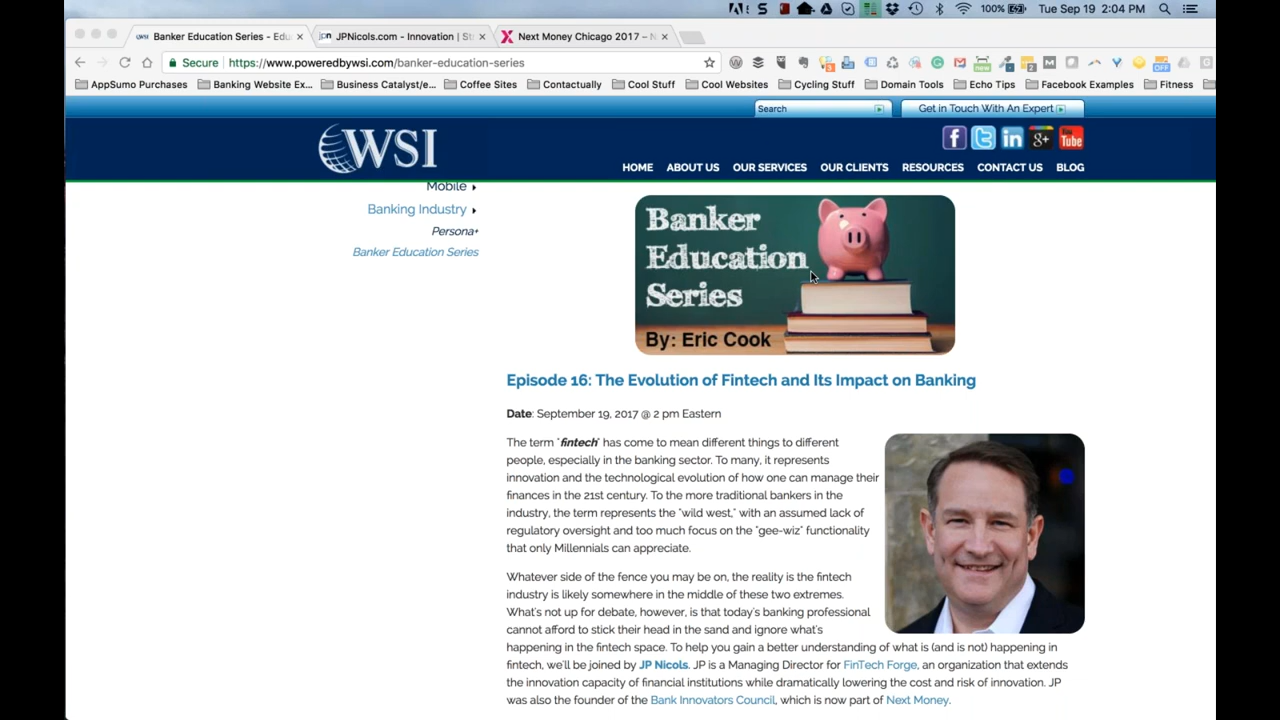 100% Tue Sep 19 2:04 PM
Banker Education Series - Edu
JPNicols.com - Innovation | St
Next Money Chicago 2017 – N
Secure https://www.poweredbywsi.com/banker-education-series
AppSumo Purchases Banking Website Ex... Business Catalyst/e... Coffee Sites Contactually Cool Stuff Cool Websites Cycling Stuff Domain Tools Echo Tips Facebook Examples Fitness
Search Get in Touch With An Expert
WSI
HOME ABOUT US OUR SERVICES OUR CLIENTS RESOURCES CONTACT US BLOG
Mobile
Banking Industry
Persona+
Banker Education Series
Banker
Education
Series
By: Eric Cook
Episode 16: The Evolution of Fintech and Its Impact on Banking
Date: September 19, 2017 @ 2 pm Eastern
The term "fintech" has come to mean different things to different
people, especially in the banking sector. To many, it represents
innovation and the technological evolution of how one can manage their
finances in the 21st century. To the more traditional bankers in the
industry, the term represents the "wild west," with an assumed lack of
regulatory oversight and too much focus on the "gee-wiz" functionality
that only Millennials can appreciate.
Whatever side of the fence you may be on, the reality is the fintech
industry is likely somewhere in the middle of these two extremes.
What's not up for debate, however, is that today's banking professional
cannot afford to stick their head in the sand and ignore what's
happening in the fintech space. To help you gain a better understanding of what is (and is not) happening in
fintech, we'll be joined by JP Nicols. JP is a Managing Director for FinTech Forge, an organization that extends
the innovation capacity of financial institutions while dramatically lowering the cost and risk of innovation. JP
was also the founder of the Bank Innovators Council, which is now part of Next Money.